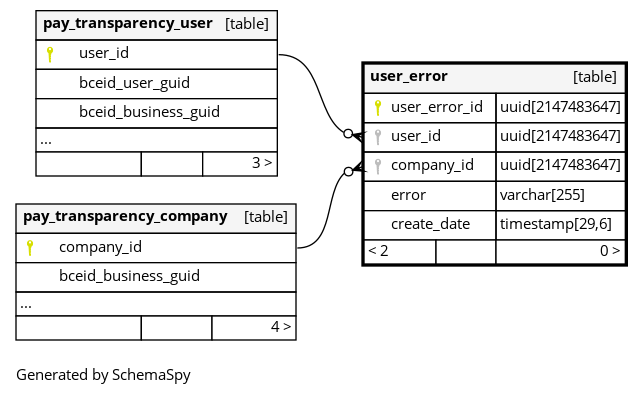 pay_transparency_user [table]
user_id
bceid_user_guid
bceid_business_guid
...
3 >
user_error [table]
user_error_id uuid[2147483647]
user_id uuid[2147483647]
company_id uuid[2147483647]
error varchar[255]
create_date timestamp[29,6]
< 2 0 >
pay_transparency_company [table]
company_id
bceid_business_guid
...
4 >
Generated by SchemaSpy